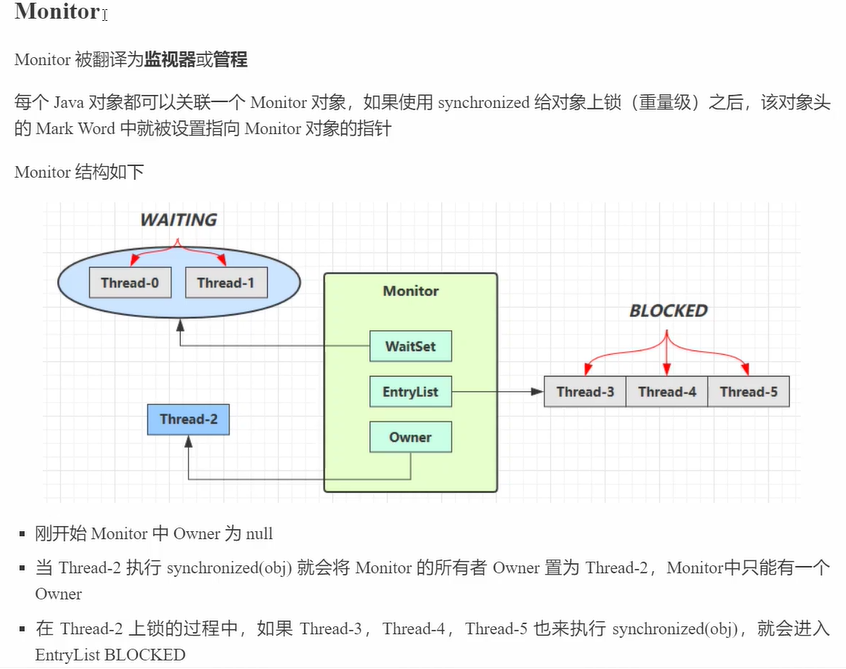 Monitor
Monitor 被翻译为监视器或管程
每个 Java 对象都可以关联一个 Monitor 对象，如果使用 synchronized 给对象上锁（重量级）之后，该对象头
的 Mark Word 中就被设置指向 Monitor 对象的指针
Monitor 结构如下
WAITING
Thread-0 Thread-1
Monitor
BLOCKED
WaitSet
EntryList
Thread-3 Thread-4 Thread-5
Thread-2
Owner
刚开始 Monitor 中 Owner 为 null
当 Thread-2 执行 synchronized(obj) 就会将 Monitor 的所有者 Owner 置为 Thread-2，Monitor中只能有一个
Owner
在 Thread-2 上锁的过程中，如果 Thread-3，Thread-4，Thread-5 也来执行 synchronized(obj)，就会进入
EntryList BLOCKED